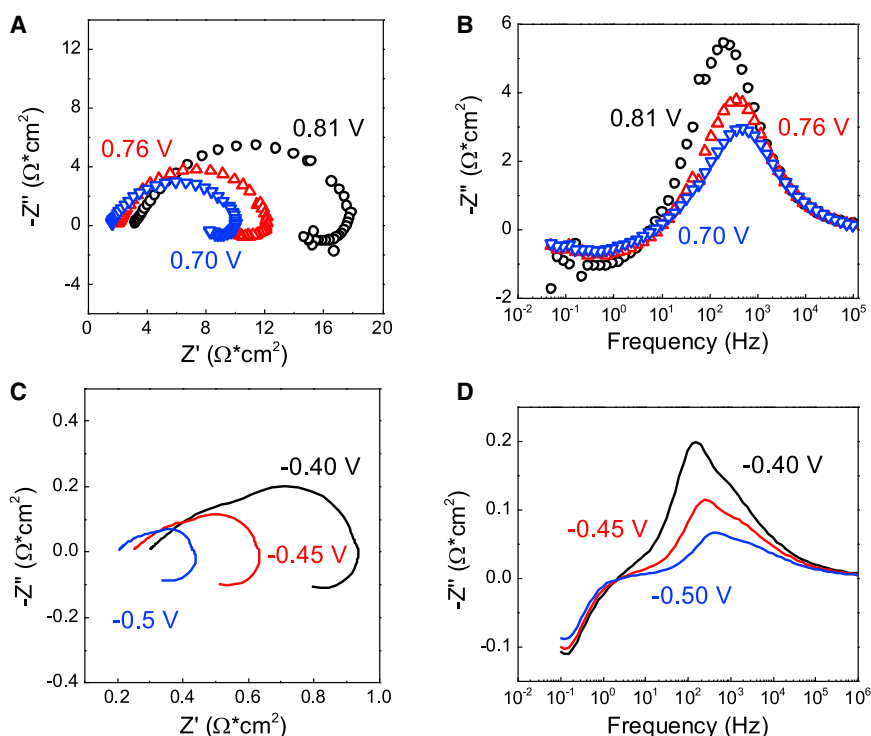 A
-Z'' (Ω*cm²)
12
8
4
0
-4
0 4 8 12 16 20
Z' (Ω*cm²)
0.76 V
0.81 V
0.70 V
B
-Z'' (Ω*cm²)
6
4
2
0
-2
10⁻² 10⁻¹ 10⁰ 10¹ 10² 10³ 10⁴ 10⁵
Frequency (Hz)
0.81 V
0.76 V
0.70 V
C
-Z'' (Ω*cm²)
0.4
0.2
0.0
-0.2
-0.4
0.2 0.4 0.6 0.8 1.0
Z' (Ω*cm²)
-0.40 V
-0.45 V
-0.5 V
D
-Z'' (Ω*cm²)
0.2
0.1
0.0
-0.1
10⁻² 10⁻¹ 10⁰ 10¹ 10² 10³ 10⁴ 10⁵ 10⁶
Frequency (Hz)
-0.40 V
-0.45 V
-0.50 V